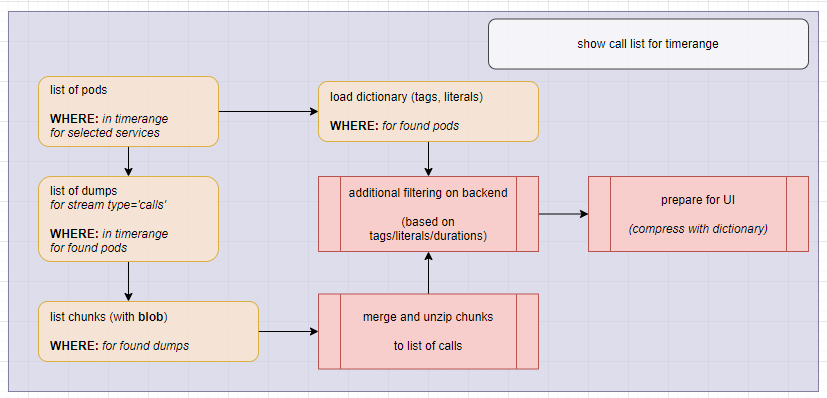 show call list for timerange
list of pods
WHERE: in timerange
for selected services
load dictionary (tags, literals)
WHERE: for found pods
list of dumps
for stream type='calls'
WHERE: in timerange
for found pods
additional filtering on backend
(based on
tags/literals/durations)
prepare for UI
(compress with dictionary)
list chunks (with blob)
WHERE: for found dumps
merge and unzip chunks
to list of calls